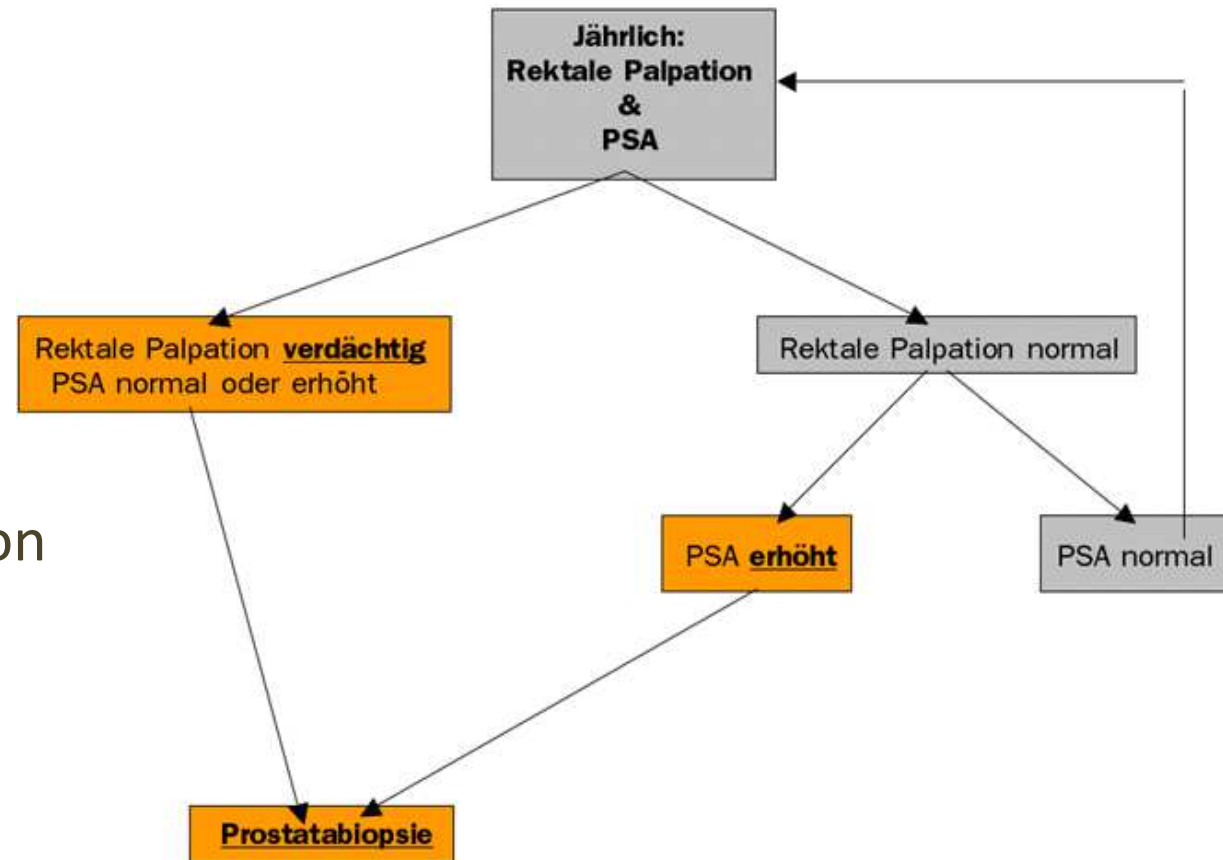 Jährlich:
Rektale Palpation
&
PSA
Rektale Palpation verdächtig
PSA normal oder erhöht
Rektale Palpation normal
on
PSA erhöht
PSA normal
Prostatabiopsie